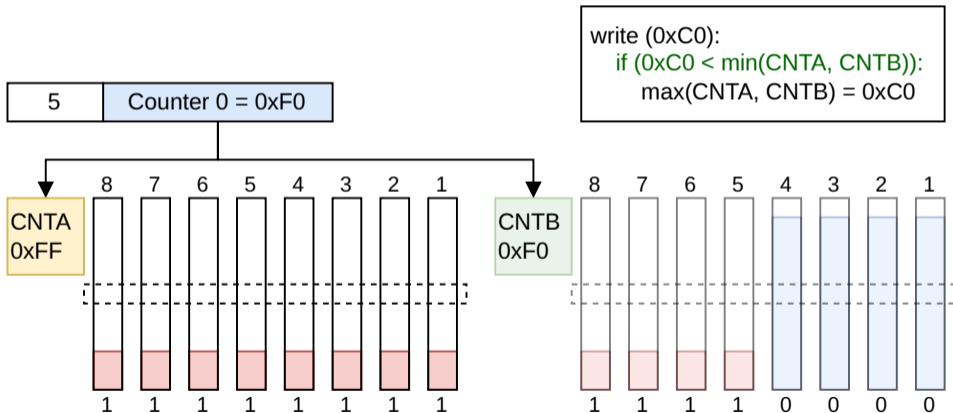 write (0xC0):
if (0xC0 < min(CNTA, CNTB)):
max(CNTA, CNTB) = 0xC0
5 Counter 0 = 0xF0
CNTA
0xFF
8 7 6 5 4 3 2 1
1 1 1 1 1 1 1 1
CNTB
0xF0
8 7 6 5 4 3 2 1
1 1 1 1 0 0 0 0